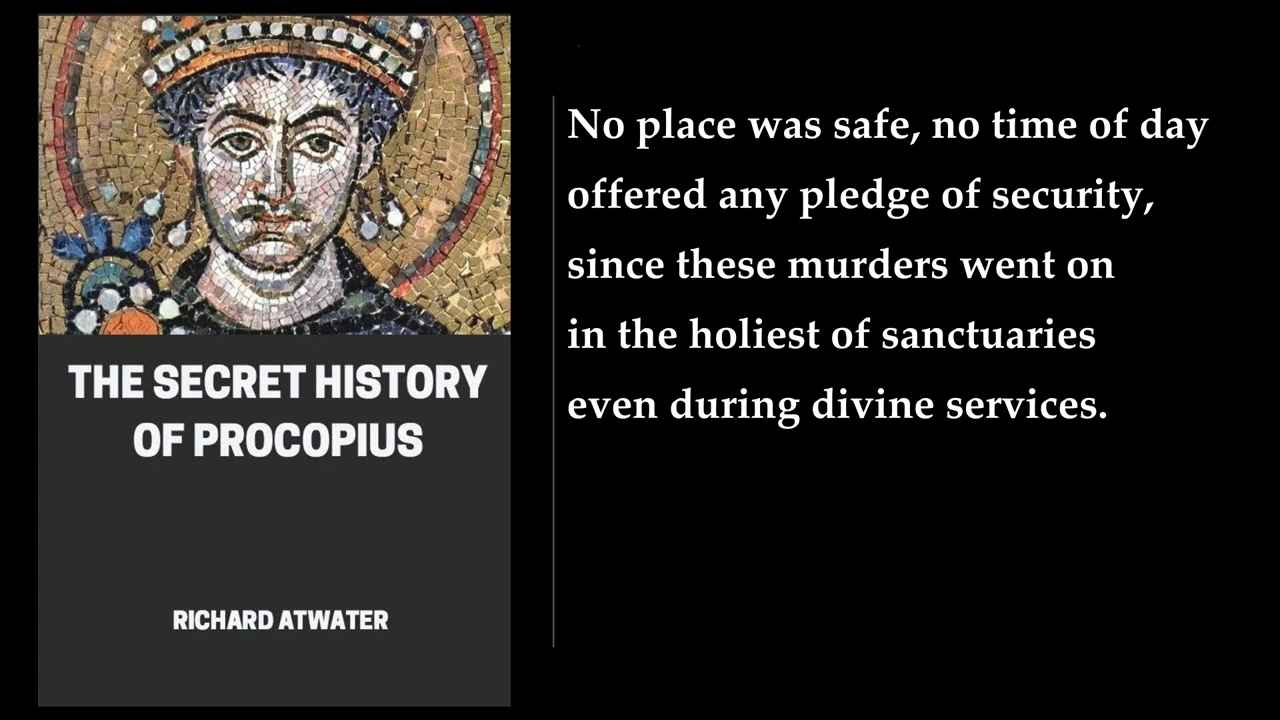 THE SECRET HISTORY
OF PROCOPIUS
RICHARD ATWATER
No place was safe, no time of day
offered any pledge of security,
since these murders went on
in the holiest of sanctuaries
even during divine services.